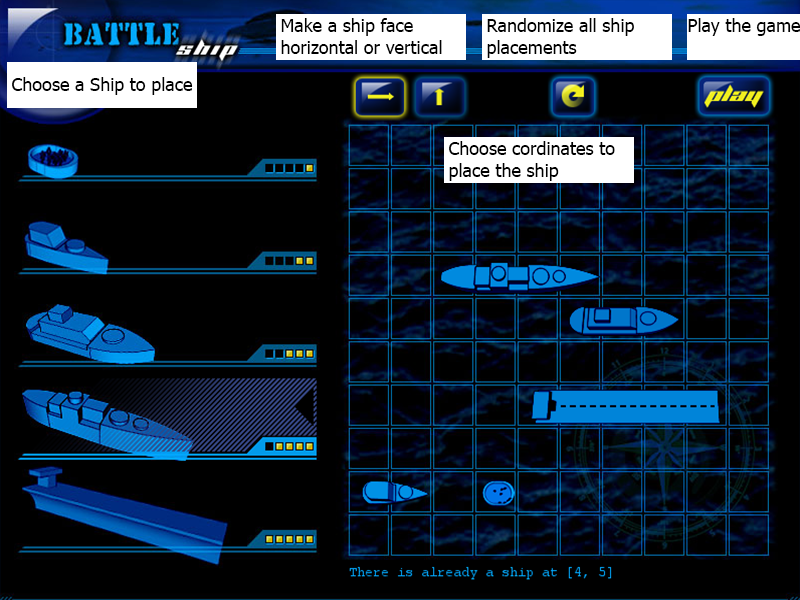 BATTLE
ship
Make a ship face
horizontal or vertical
Randomize all ship
placements
Play the game
Choose a Ship to place
play
Choose cordinates to
place the ship
There is already a ship at [4, 5]